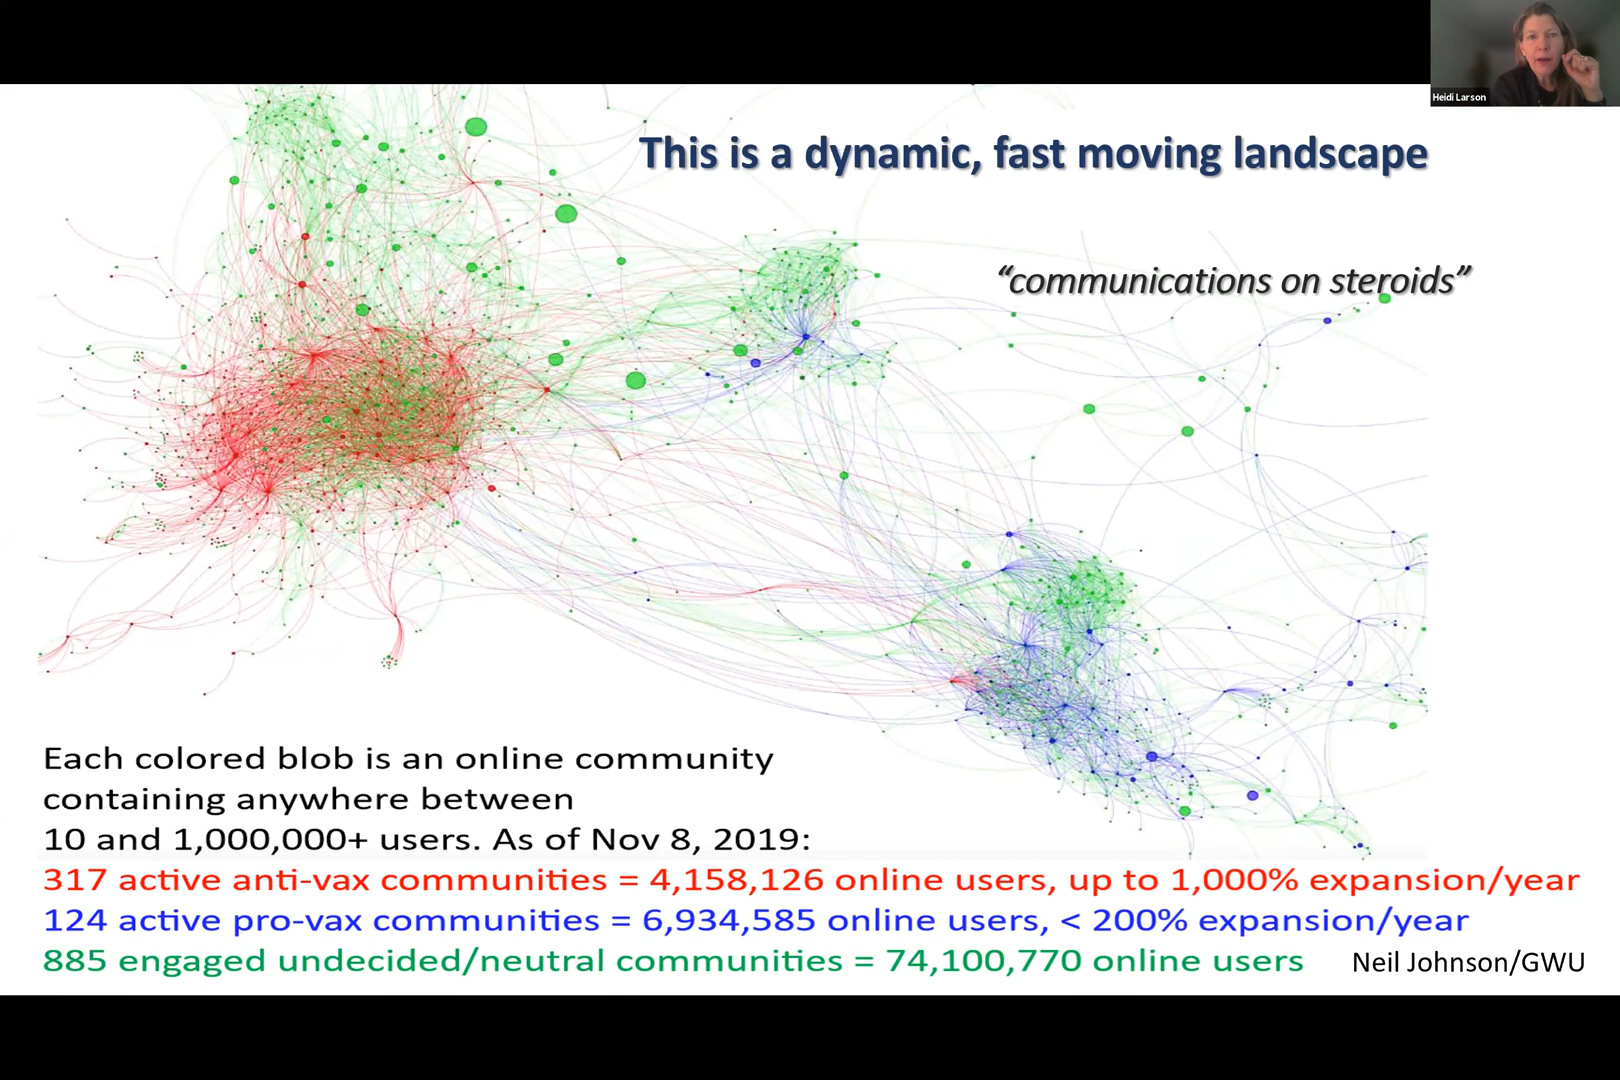 Heidi Larson
This is a dynamic, fast moving landscape
“communications on steroids”
Each colored blob is an online community
containing anywhere between
10 and 1,000,000+ users. As of Nov 8, 2019:
317 active anti-vax communities = 4,158,126 online users, up to 1,000% expansion/year
124 active pro-vax communities = 6,934,585 online users, < 200% expansion/year
885 engaged undecided/neutral communities = 74,100,770 online users
Neil Johnson/GWU